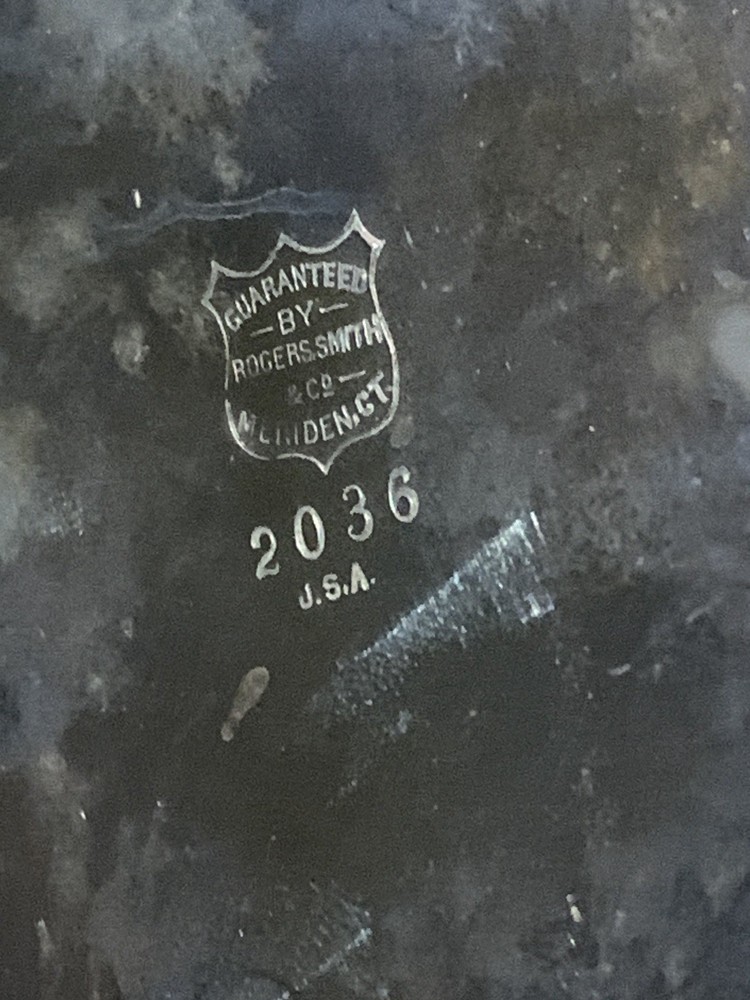 GUARANTEED
— BY —
ROGERS, SMITH
& Cº —
MERIDEN, CT.
2036
U.S.A.